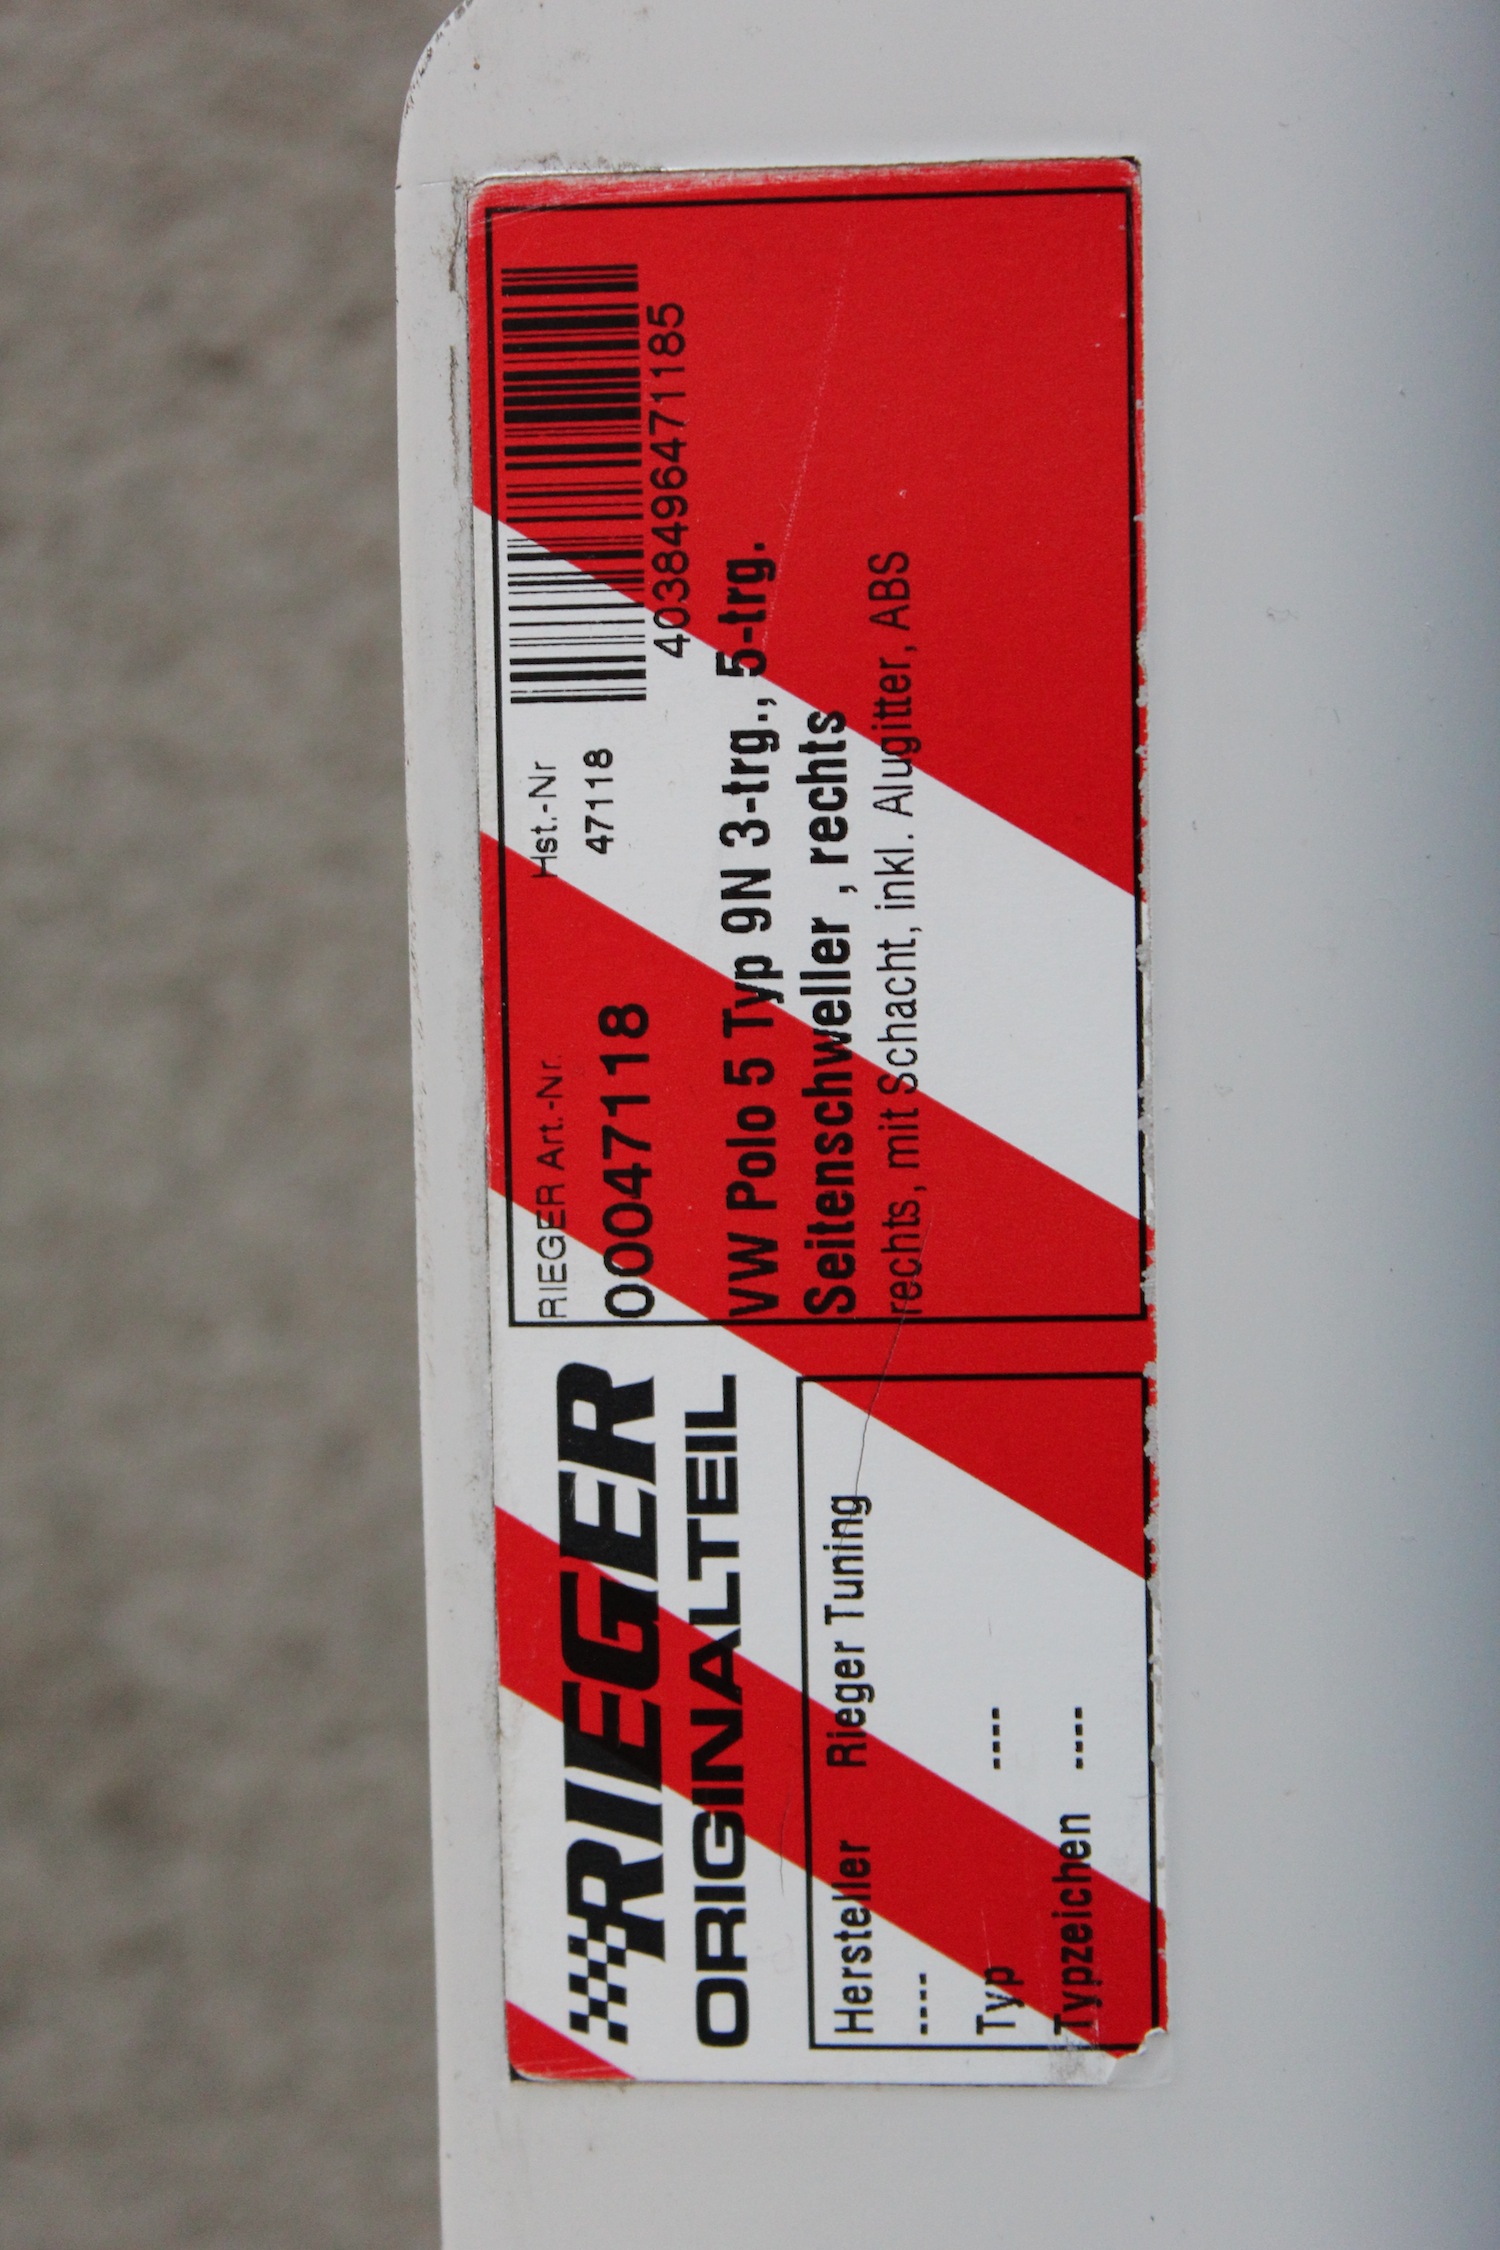 RIEGER
ORIGINALTEIL
Hersteller Rieger Tuning
----
Typ ----
Typzeichen ----
RIEGER Art.-Nr. Hst.-Nr
00047118 47118
4038496471185
VW Polo 5 Typ 9N 3-trg., 5-trg.
Seitenschweller , rechts
rechts, mit Schacht, inkl. Alugitter, ABS